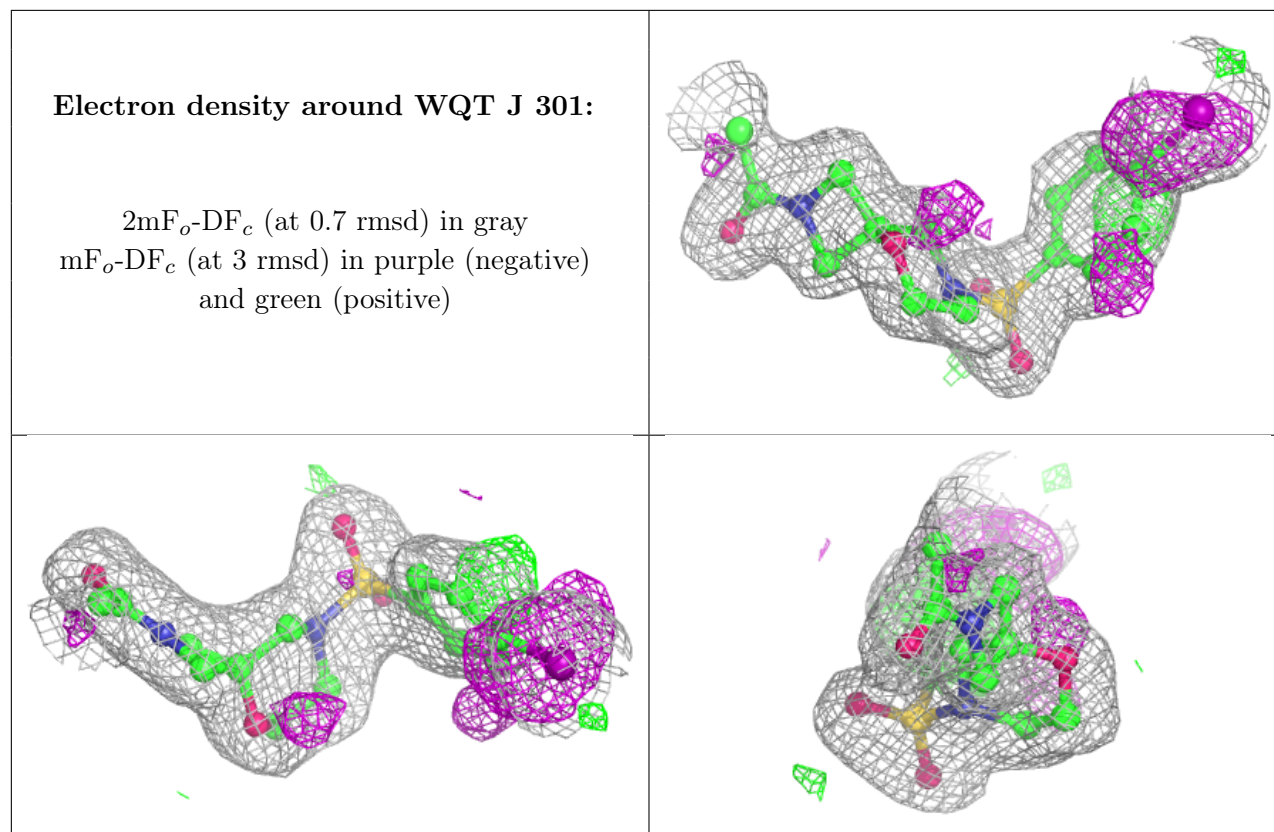 Electron density around WQT J 301:
2mFo-DFc (at 0.7 rmsd) in gray
mFo-DFc (at 3 rmsd) in purple (negative)
and green (positive)